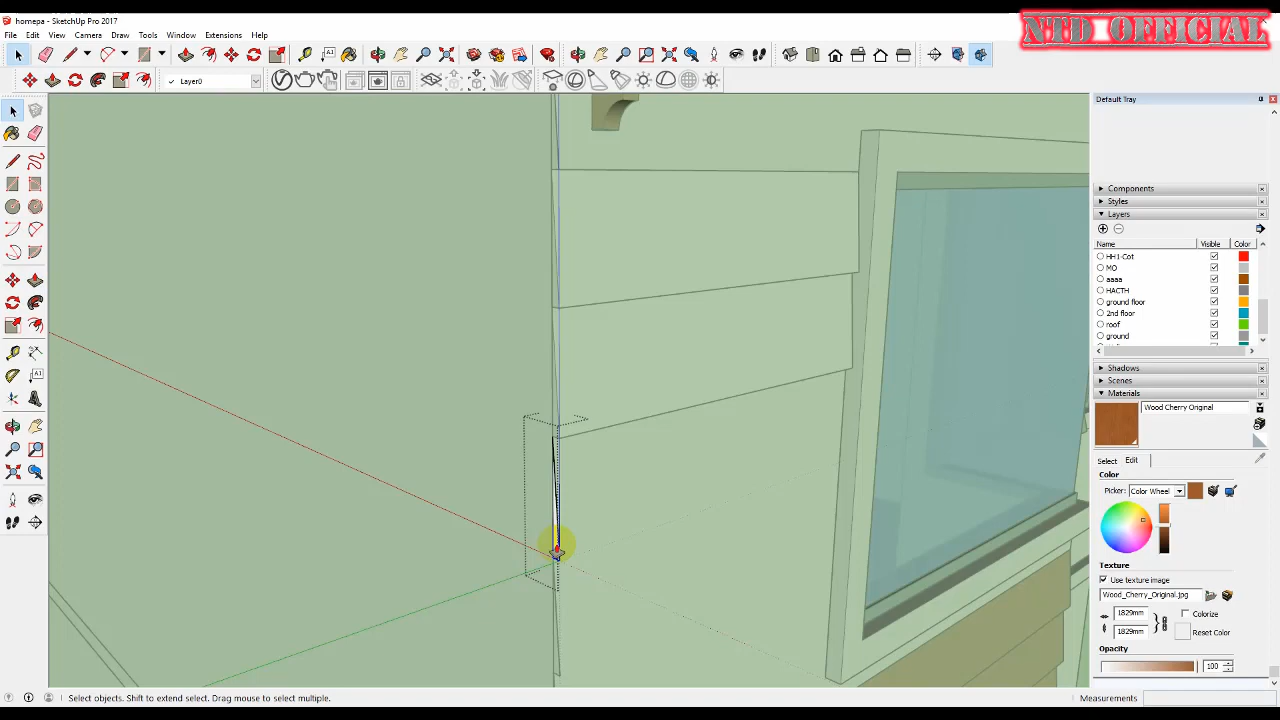 homepa - SketchUp Pro 2017
NTD_OFFICIAL
File Edit View Camera Draw Tools Window Extensions Help
Layer0
Default Tray
Components
Styles
Layers
Name Visible Color
HH1-Cot
MO
aaaa
HACTH
ground floor
2nd floor
roof
ground
Shadows
Scenes
Materials
Wood Cherry Original
Select Edit
Color
Picker: Color Wheel
Texture
Use texture image
Wood_Cherry_Original.jpg
1829mm Colorize
1829mm Reset Color
Opacity
100
Select objects. Shift to extend select. Drag mouse to select multiple.
Measurements